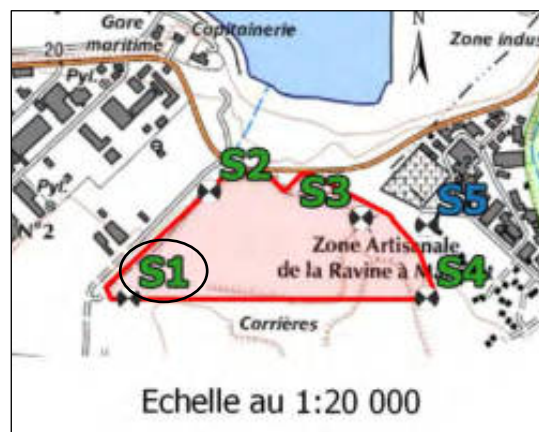 Gare
maritime
Capitainerie
N
Zone indus
20
Pyl.
S2
S3
S5
Pyl.
N°2
Zone Artisanale
de la Ravine à
S1
S4
Corrières
Echelle au 1:20 000